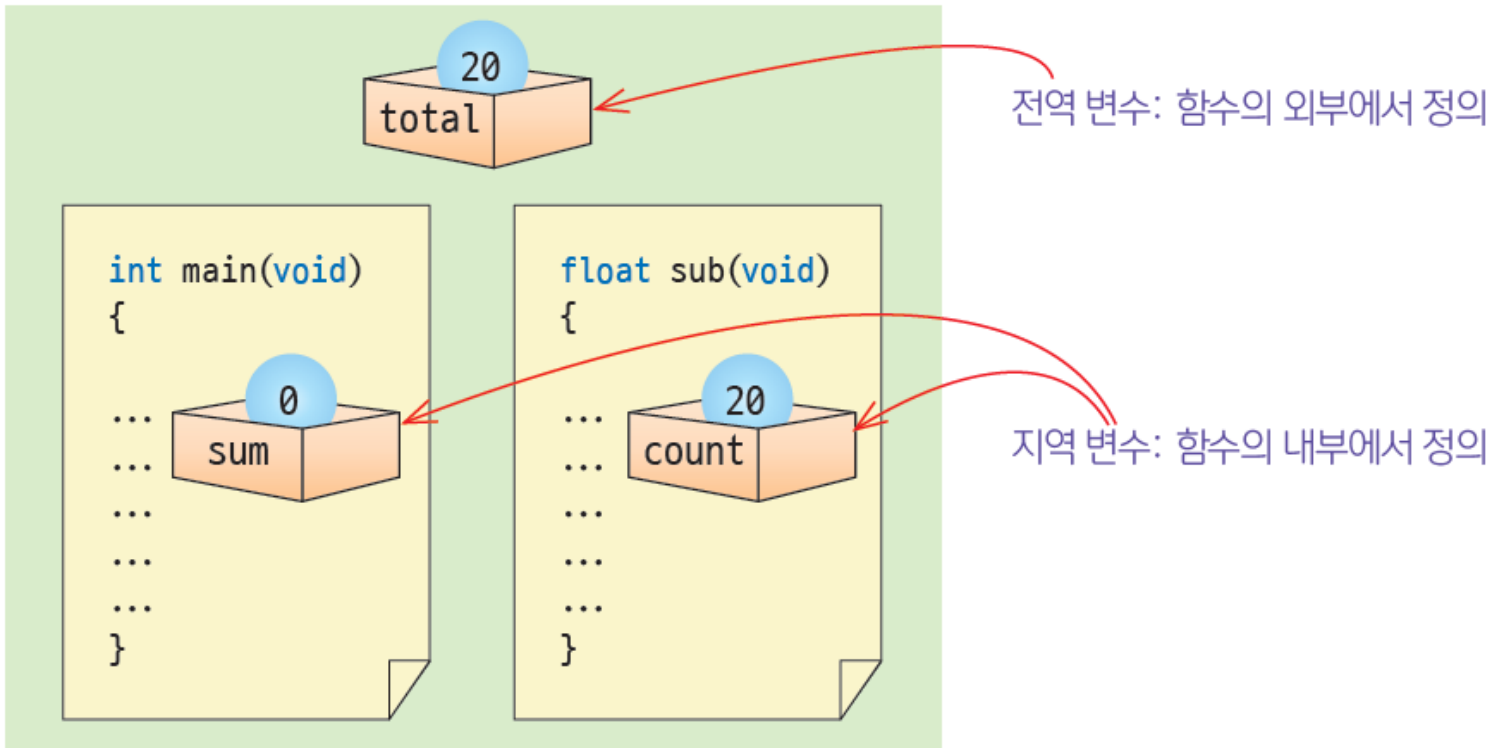 20
total
전역 변수: 함수의 외부에서 정의
int main(void)
{
...
0
sum
...
...
...
...
}
float sub(void)
{
...
20
count
...
...
...
...
}
지역 변수: 함수의 내부에서 정의